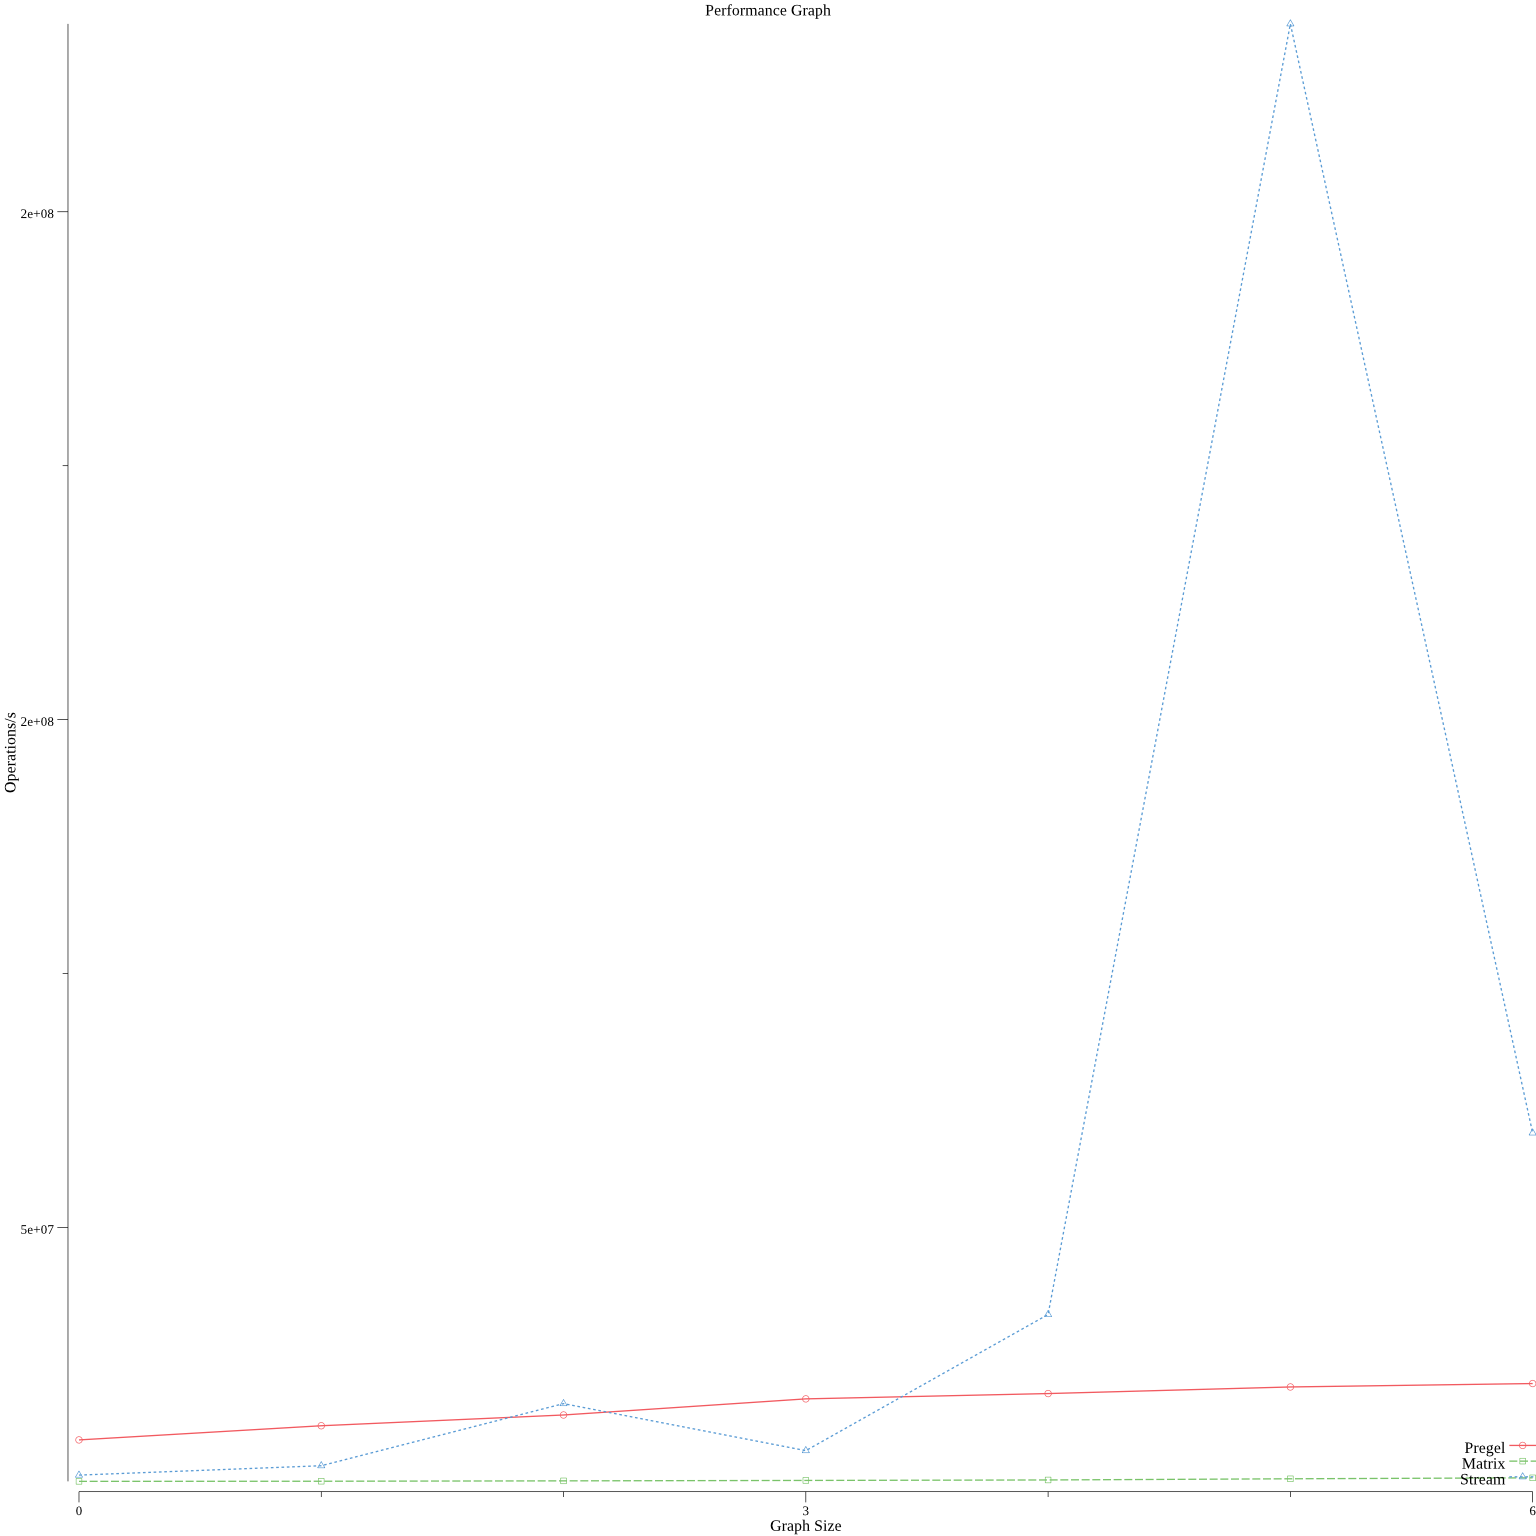 Performance Graph
2e+08
2e+08
Operations/s
5e+07
Pregel
Matrix
Stream
0
3
6
Graph Size